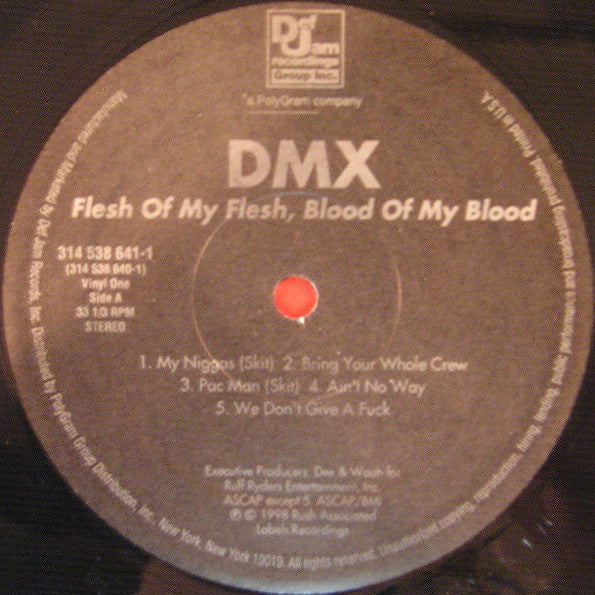 Def
Jam
recordings
Group Inc.
*a PolyGram company
DMX
Flesh Of My Flesh, Blood Of My Blood
314 538 641-1
(314 538 640-1)
Vinyl One
Side A
33 1/3 RPM
STEREO
1. My Niggas (Skit) 2. Bring Your Whole Crew
3. Pac Man (Skit) 4. Ain't No Way
5. We Don't Give A Fuck
Executive Producers, Dee & Waah for
Ruff Ryders Entertainment, Inc.
ASCAP except 5. ASCAP/BMI
℗ © 1998 Rush Associated
Labels Recordings
Manufactured and Marketed by Def Jam Records, Inc. Distributed by PolyGram Group Distribution, Inc., New York, New York 10019. All rights reserved. Unauthorized copying, reproduction, hiring, lending, public performance and broadcasting prohibited. Printed in U.S.A.